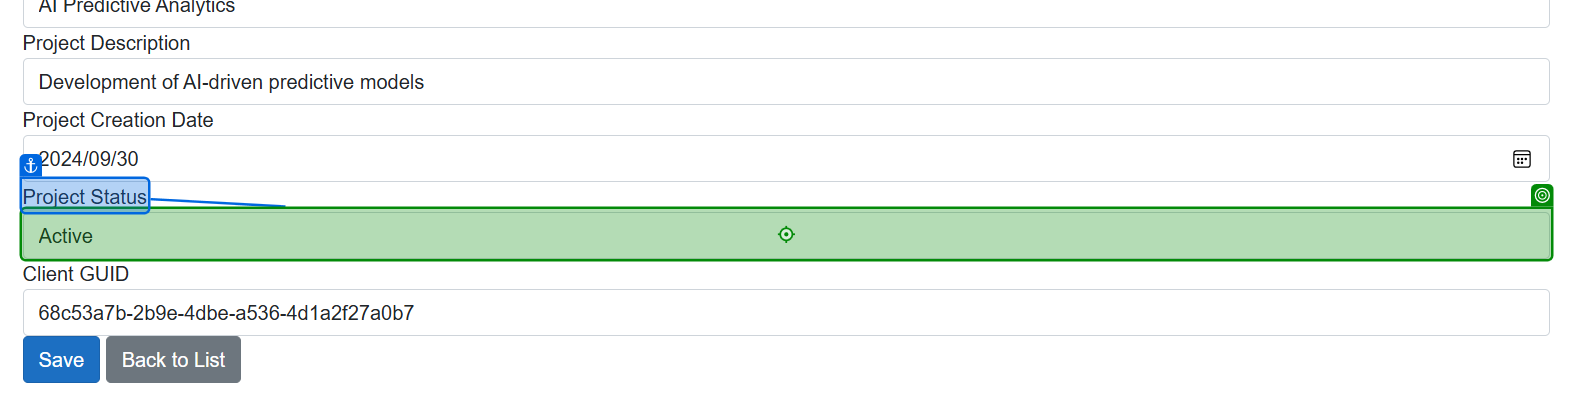 AI Predictive Analytics
Project Description
Development of AI-driven predictive models
Project Creation Date
2024/09/30
Project Status
Active
Client GUID
68c53a7b-2b9e-4dbe-a536-4d1a2f27a0b7
Save Back to List